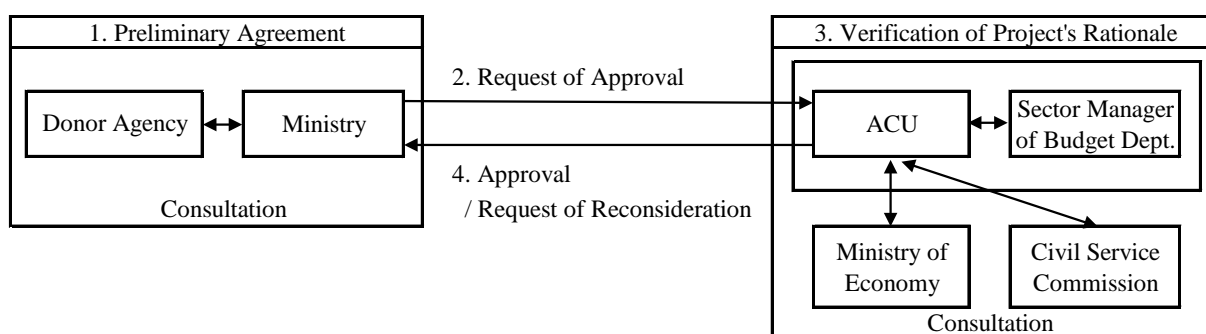 1. Preliminary Agreement
Donor Agency
Ministry
Consultation
2. Request of Approval
4. Approval
/ Request of Reconsideration
3. Verification of Project's Rationale
ACU
Sector Manager
of Budget Dept.
Ministry of
Economy
Civil Service
Commission
Consultation